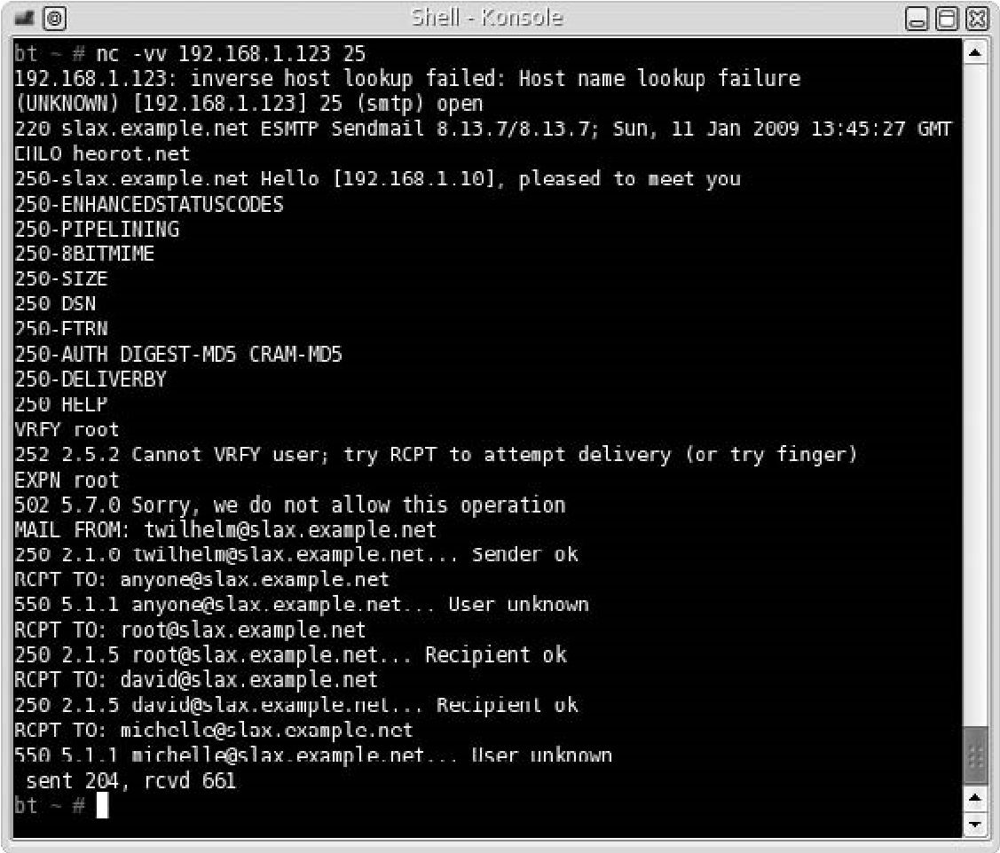 Shell - Konsole
bt ~ # nc -vv 192.168.1.123 25
192.168.1.123: inverse host lookup failed: Host name lookup failure
(UNKNOWN) [192.168.1.123] 25 (smtp) open
220 slax.example.net ESMTP Sendmail 8.13.7/8.13.7; Sun, 11 Jan 2009 13:45:27 GMT
EHLO heorot.net
250-slax.example.net Hello [192.168.1.10], pleased to meet you
250-ENHANCEDSTATUSCODES
250-PIPELINING
250-8BITMIME
250-SIZE
250 DSN
250-ETRN
250-AUTH DIGEST-MD5 CRAM-MD5
250-DELIVERBY
250 HELP
VRFY root
252 2.5.2 Cannot VRFY user; try RCPT to attempt delivery (or try finger)
EXPN root
502 5.7.0 Sorry, we do not allow this operation
MAIL FROM: twilhelm@slax.example.net
250 2.1.0 twilhelm@slax.example.net... Sender ok
RCPT TO: anyone@slax.example.net
550 5.1.1 anyone@slax.example.net... User unknown
RCPT TO: root@slax.example.net
250 2.1.5 root@slax.example.net... Recipient ok
RCPT TO: david@slax.example.net
250 2.1.5 david@slax.example.net... Recipient ok
RCPT TO: michelle@slax.example.net
550 5.1.1 michelle@slax.example.net... User unknown
sent 204, rcvd 661
bt ~ #